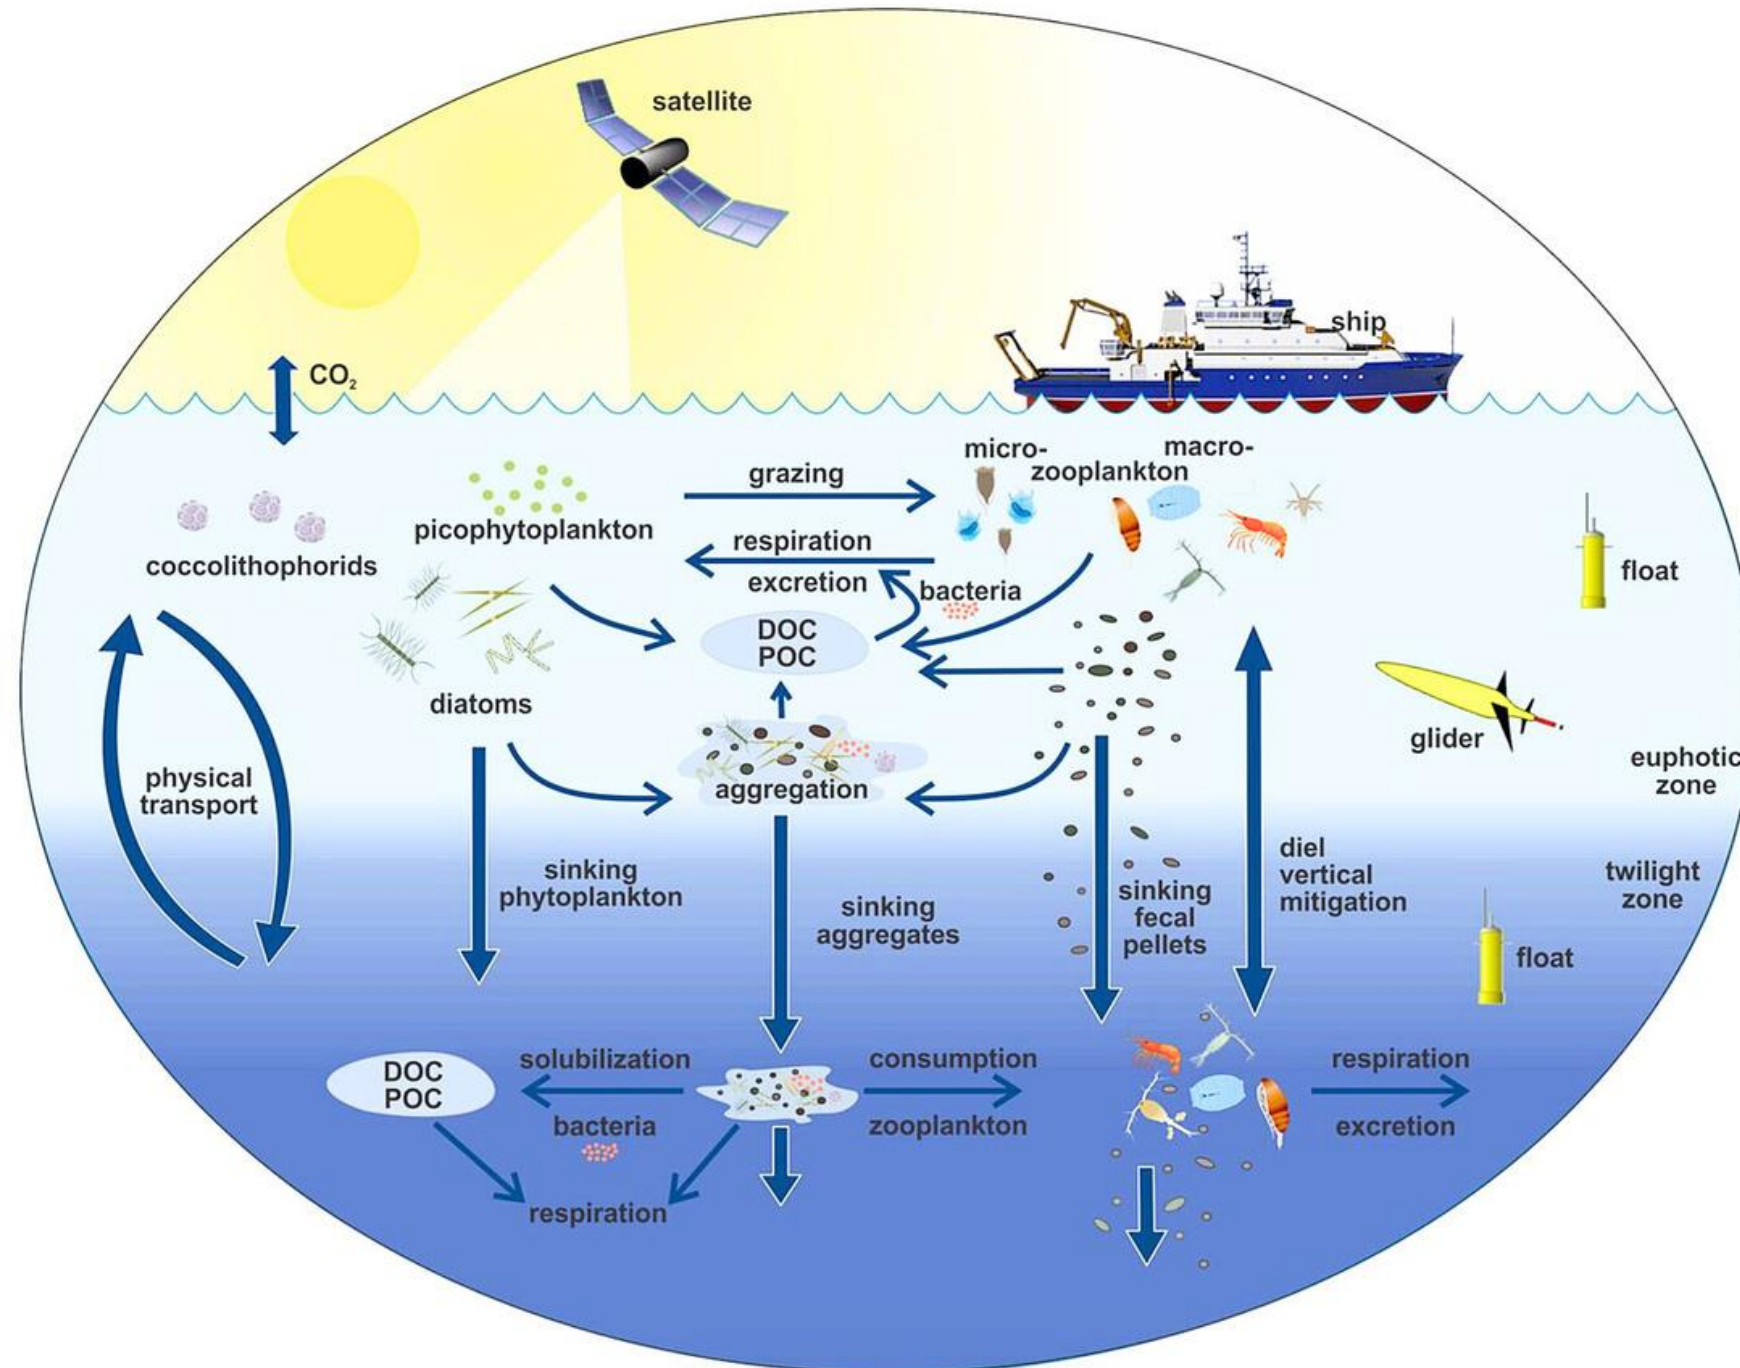 satellite
ship
CO₂
micro-
macro-
zooplankton
grazing
picophytoplankton
coccolithophorids
respiration
excretion
bacteria
float
DOC
POC
diatoms
glider
physical
transport
aggregation
euphotic
zone
sinking
phytoplankton
sinking
aggregates
sinking
fecal
pellets
diel
vertical
mitigation
twilight
zone
float
DOC
POC
solubilization
bacteria
consumption
zooplankton
respiration
excretion
respiration